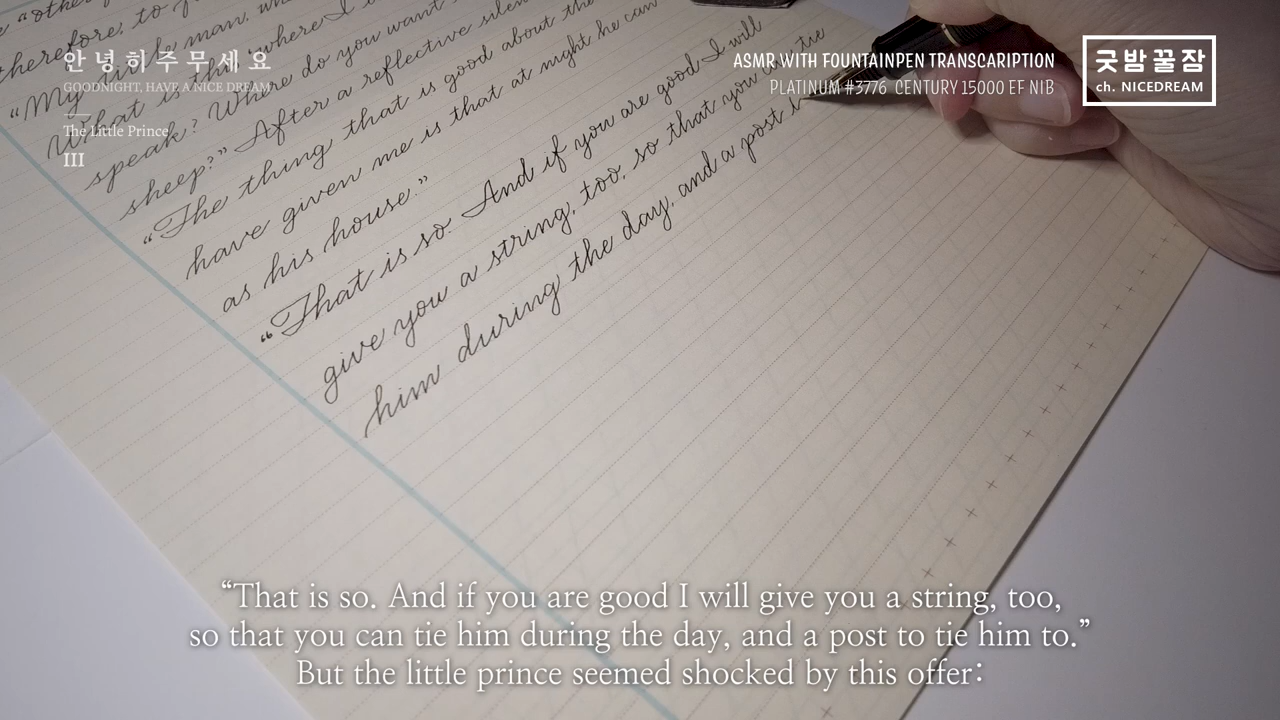 안녕히주무세요
GOODNIGHT, HAVE A NICE DREAM
The Little Prince
III
ASMR WITH FOUNTAINPEN TRANSCARIPTION
PLATINUM #3776 CENTURY 15000 EF NIB
굿밤꿀잠
ch. NICEDREAM
therefore, to
"My little man, where
What is this "where I
speak? Where do you want
sheep?" After a reflective silen
"The thing that is good about the
have given me is that at night he can
as his house."
"That is so. And if you are good I will
give you a string, too, so that you can tie
him during the day, and a post
“That is so. And if you are good I will give you a string, too,
so that you can tie him during the day, and a post to tie him to.”
But the little prince seemed shocked by this offer: